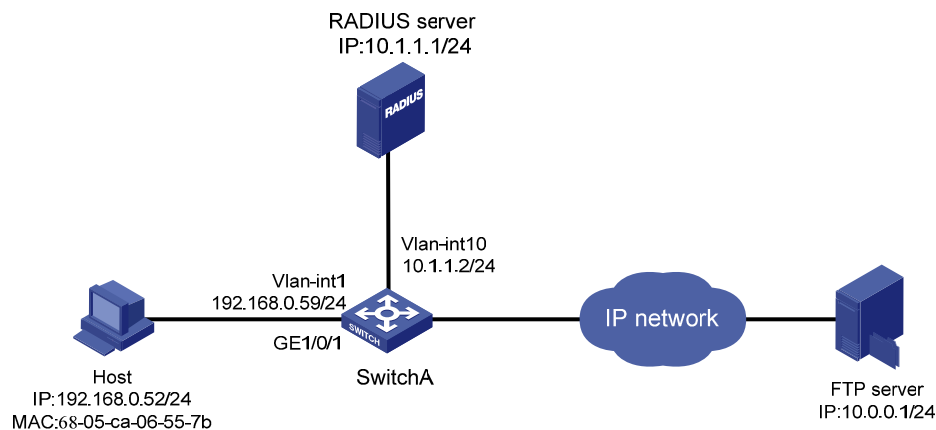 RADIUS server
IP:10.1.1.1/24
RADIUS
Vlan-int10
10.1.1.2/24
Vlan-int1
192.168.0.59/24
GE1/0/1
SWITCH
SwitchA
IP network
Host
IP:192.168.0.52/24
MAC:68-05-ca-06-55-7b
FTP server
IP:10.0.0.1/24